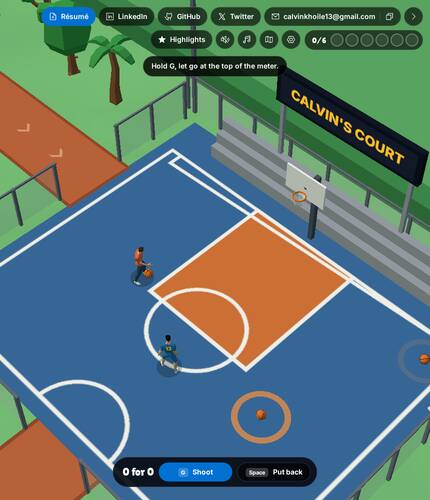 Résumé
LinkedIn
GitHub
Twitter
calvinkhoile13@gmail.com
Highlights
0/6
Hold G, let go at the top of the meter.
CALVIN'S COURT
0 for 0
G Shoot
Space Put back